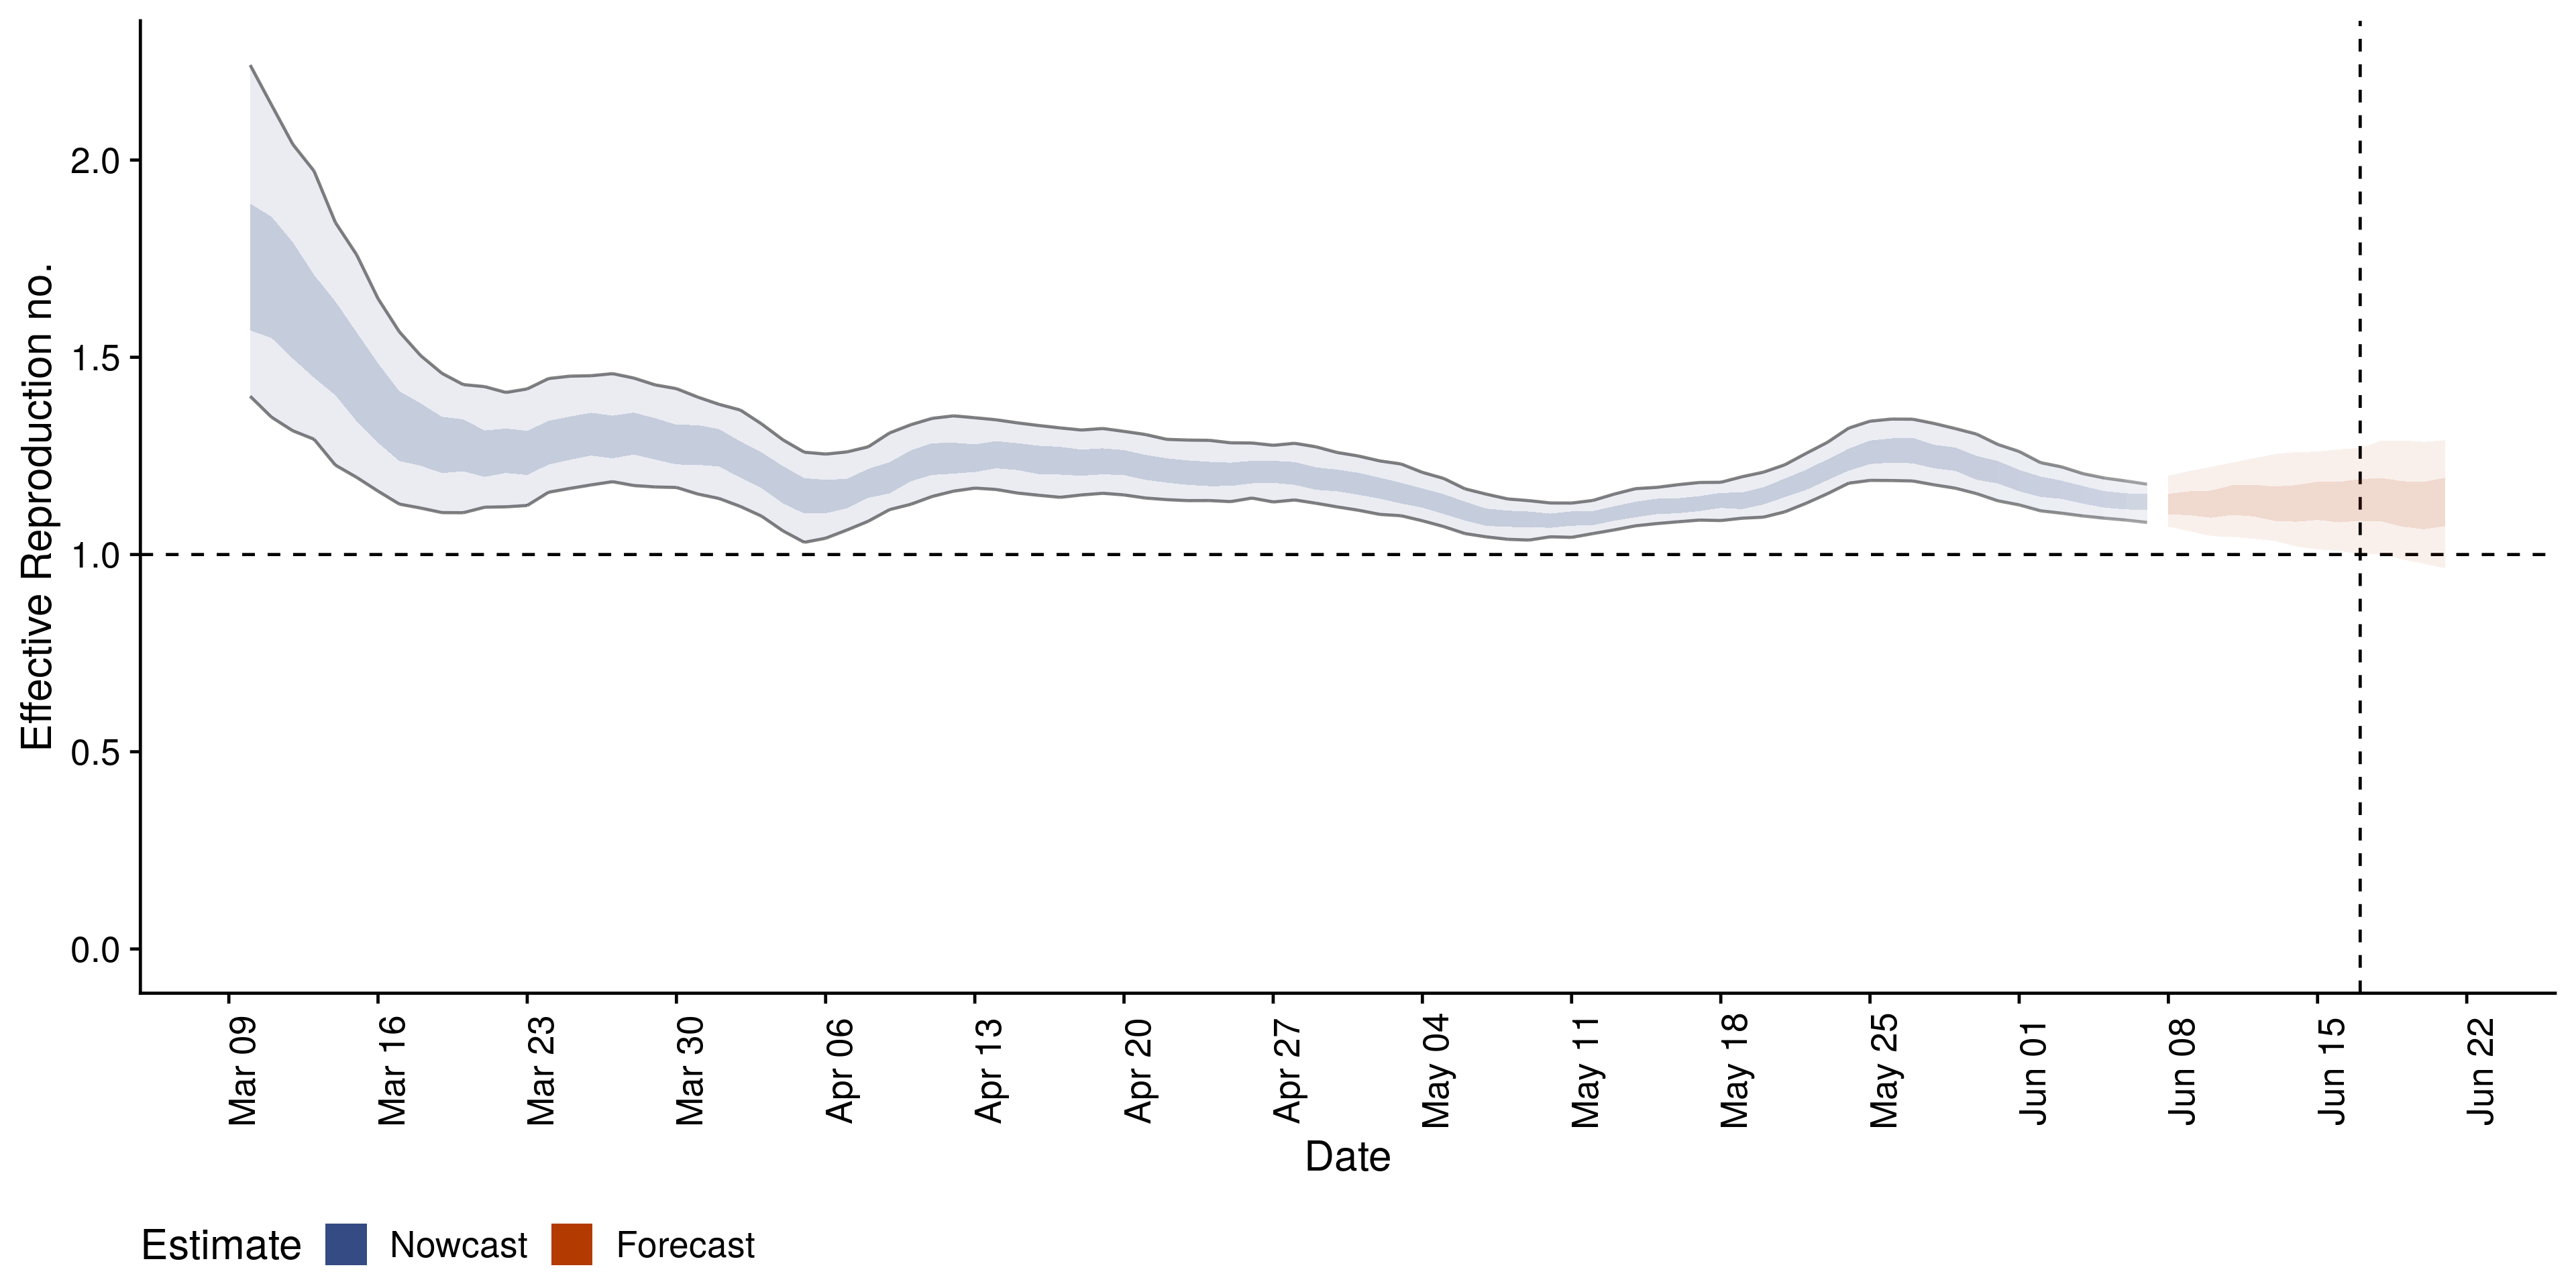 Effective Reproduction no.
2.0
1.5
1.0
0.5
0.0
Mar 09
Mar 16
Mar 23
Mar 30
Apr 06
Apr 13
Apr 20
Apr 27
May 04
May 11
May 18
May 25
Jun 01
Jun 08
Jun 15
Jun 22
Date
Estimate Nowcast Forecast